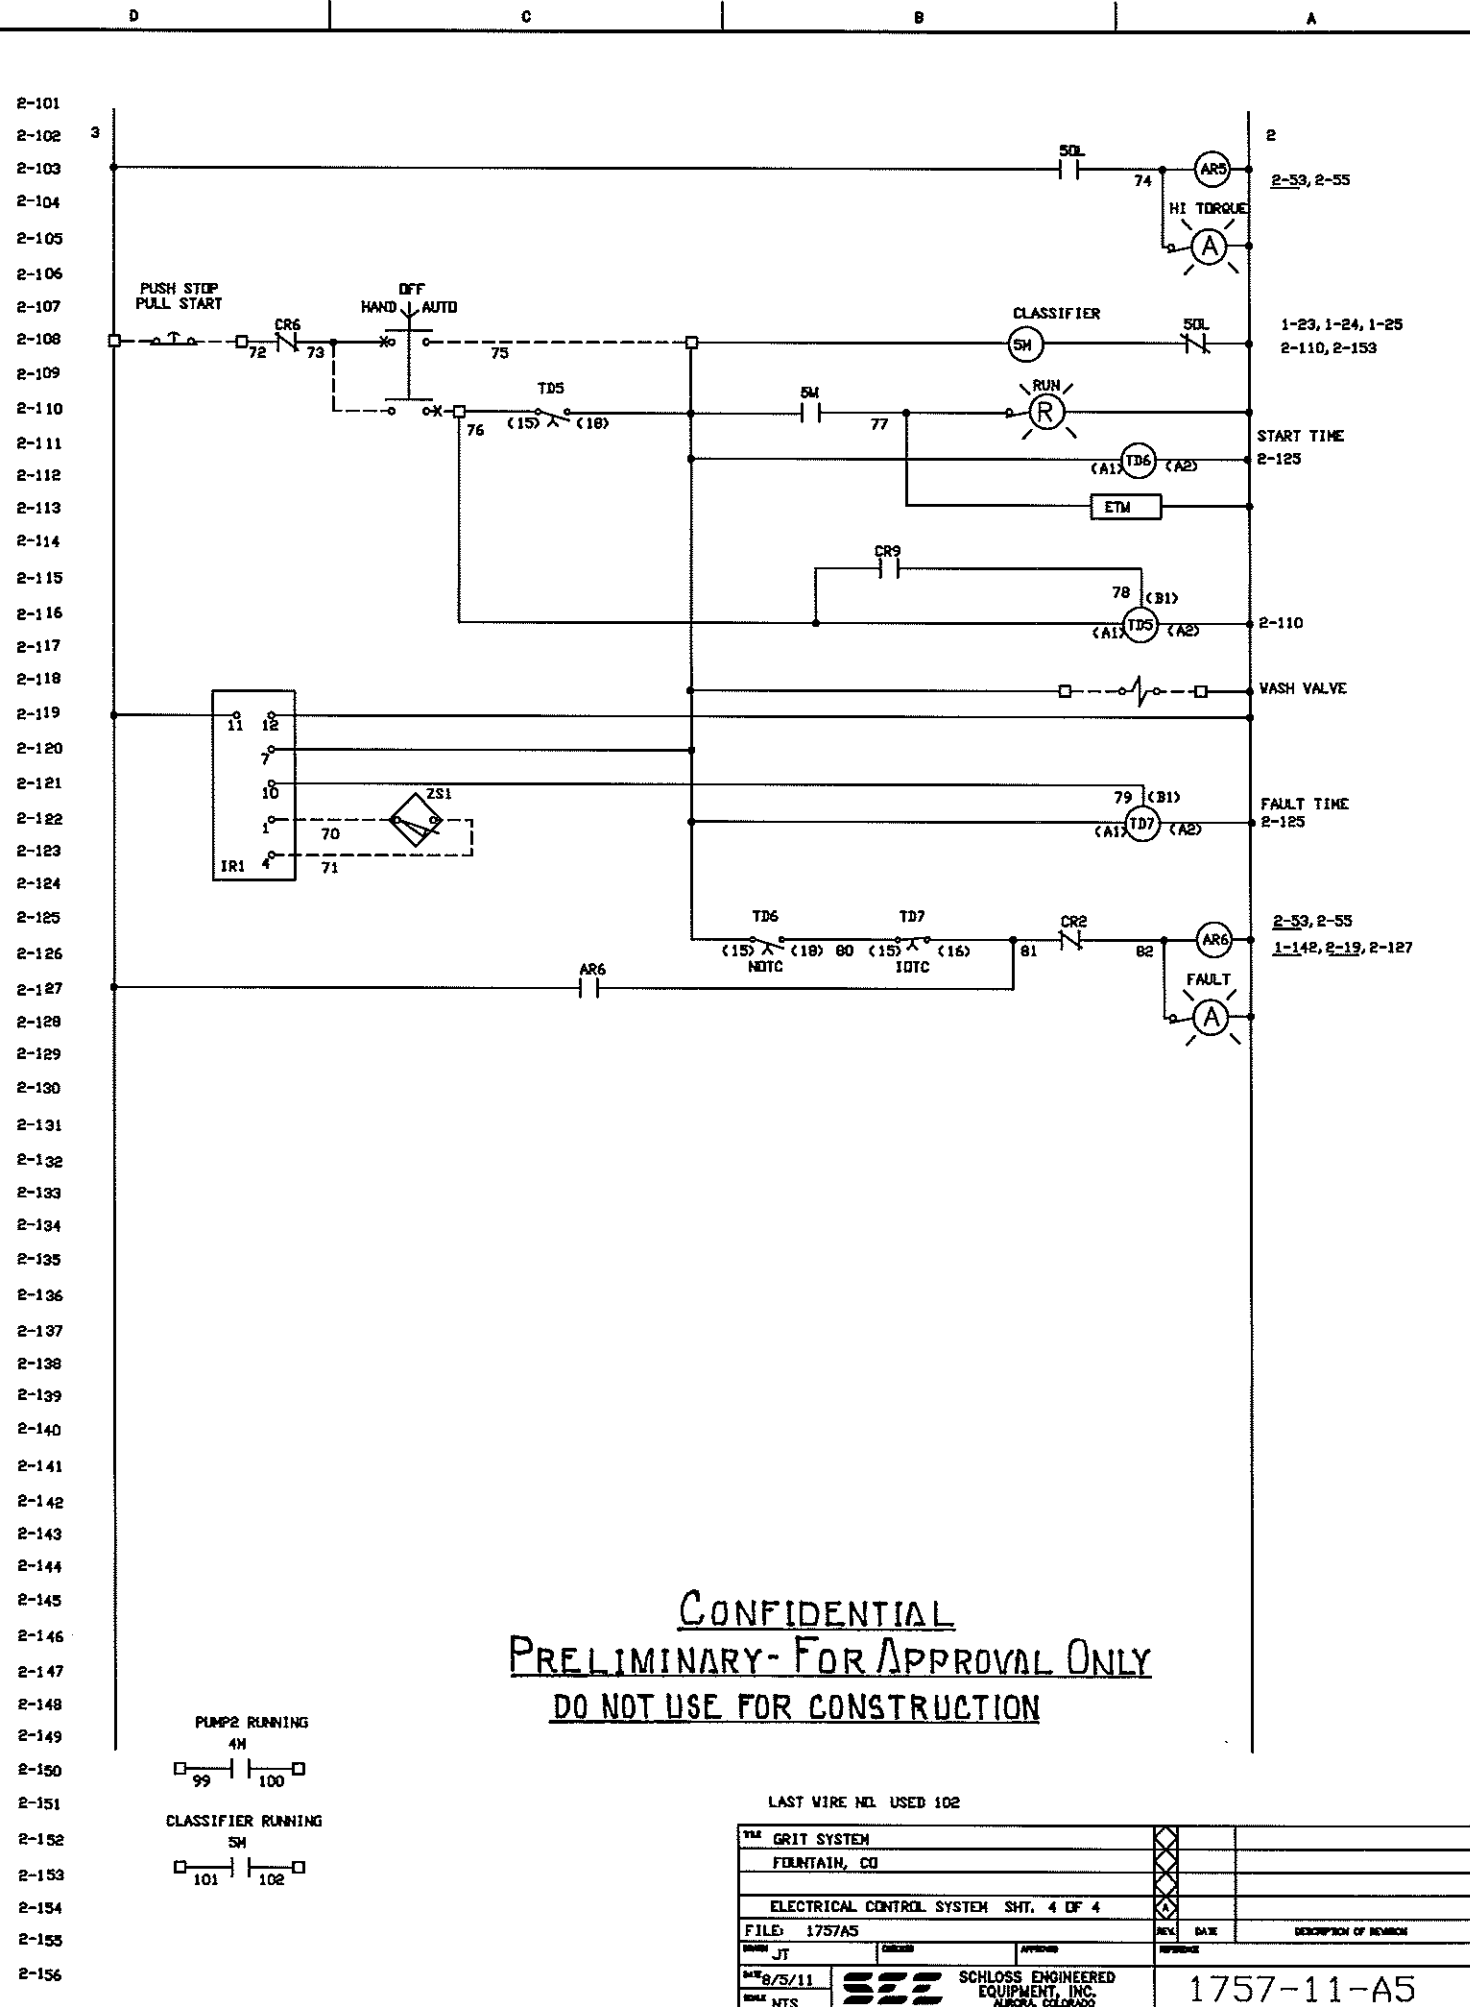 D C B A
2-101
2-102 3 2
2-103 5OL
74 AR5 2-53, 2-55
2-104 HI TORQUE
2-105 A
2-106
PUSH STOP OFF
2-107 PULL START HAND AUTO CLASSIFIER
2-108 72 CR6 73 75 5M 5OL 1-23, 1-24, 1-25
2-110, 2-153
2-109 TD5 RUN
2-110 76 (15) (18) 5M 77 R
2-111 START TIME
2-112 (A1) TD6 (A2) 2-125
2-113 ETM
2-114 CR9
2-115 78 (B1)
2-116 (A1) TD5 (A2) 2-110
2-117
2-118 WASH VALVE
2-119 11 12
2-120 7
2-121 10 ZS1 79 (B1) FAULT TIME
2-122 1 70 (A1) TD7 (A2) 2-125
2-123 IR1 4 71
2-124
2-125 TD6 TD7 CR2 2-53, 2-55
2-126 (15) (18) 80 (15) (16) 81 82 AR6 1-142, 2-19, 2-127
NOTC IOTC
2-127 AR6 FAULT
2-128 A
2-129
2-130
2-131
2-132
2-133
2-134
2-135
2-136
2-137
2-138
2-139
2-140
2-141
2-142
2-143
2-144
2-145 CONFIDENTIAL
2-146
2-147 PRELIMINARY- FOR APPROVAL ONLY
2-148 DO NOT USE FOR CONSTRUCTION
2-149 PUMP2 RUNNING
4M
2-150 99 100
2-151 LAST WIRE NO. USED 102
CLASSIFIER RUNNING
2-152 5M
2-153 101 102
2-154
2-155
2-156
TITLE GRIT SYSTEM
FOUNTAIN, CO
ELECTRICAL CONTROL SYSTEM SHT. 4 OF 4 A
FILE: 1757A5 REV. DATE DESCRIPTION OF REVISION
DRAWN JT CHECKED APPROVED REFERENCE
DATE 8/5/11 SEE SCHLOSS ENGINEERED
EQUIPMENT, INC.
AURORA, COLORADO
SCALE NTS
1757-11-A5